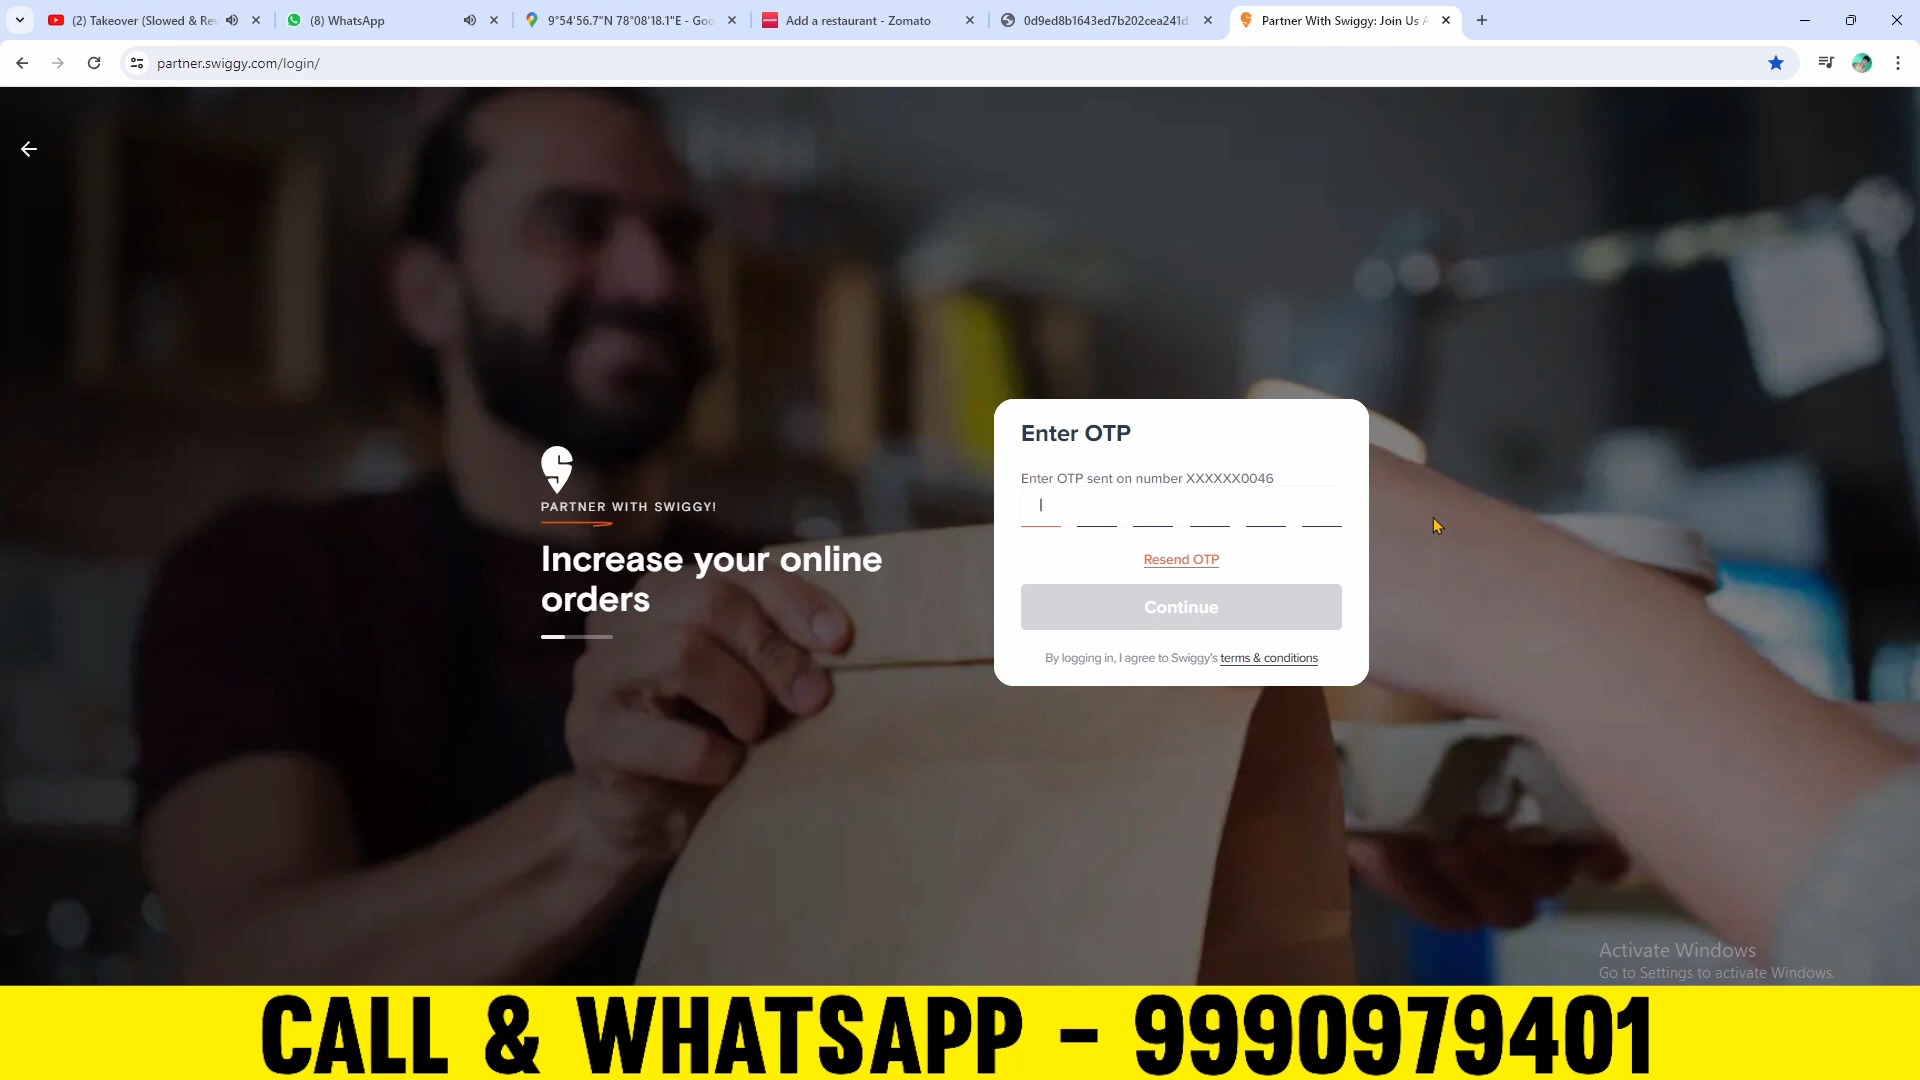 (2) Takeover (Slowed & Rev
(8) WhatsApp
9°54'56.7"N 78°08'18.1"E - Goo
Add a restaurant - Zomato
0d9ed8b1643ed7b202cea241d
Partner With Swiggy: Join Us A
partner.swiggy.com/login/
PARTNER WITH SWIGGY!
Increase your online
orders
Enter OTP
Enter OTP sent on number XXXXXX0046
Resend OTP
Continue
By logging in, I agree to Swiggy's terms & conditions
Activate Windows
Go to Settings to activate Windows.
CALL & WHATSAPP - 9990979401